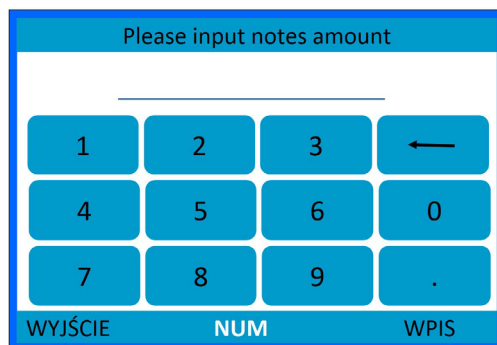 Please input notes amount
1 2 3
4 5 6 0
7 8 9 .
WYJŚCIE NUM WPIS